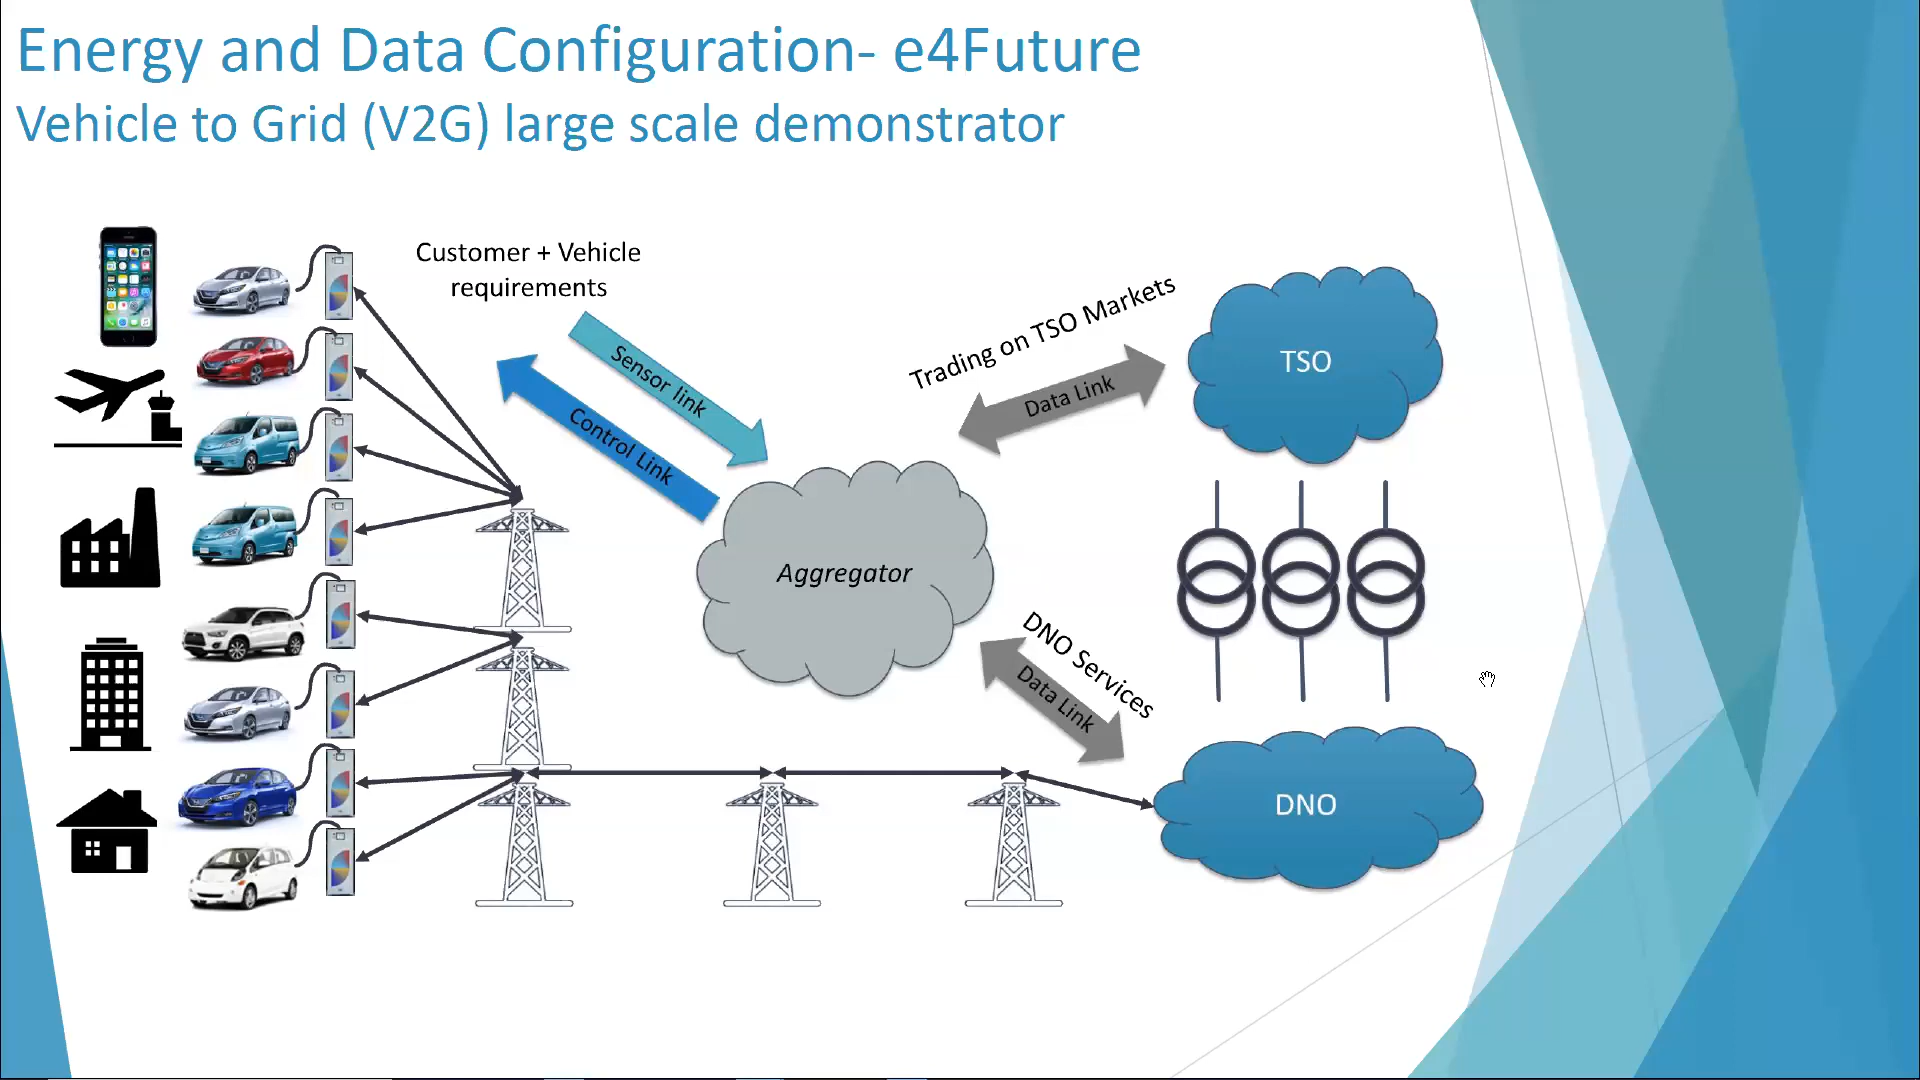 Energy and Data Configuration- e4Future
Vehicle to Grid (V2G) large scale demonstrator
Customer + Vehicle
requirements
Sensor link
Control Link
Trading on TSO Markets
Data Link
TSO
Aggregator
DNO Services
Data Link
DNO